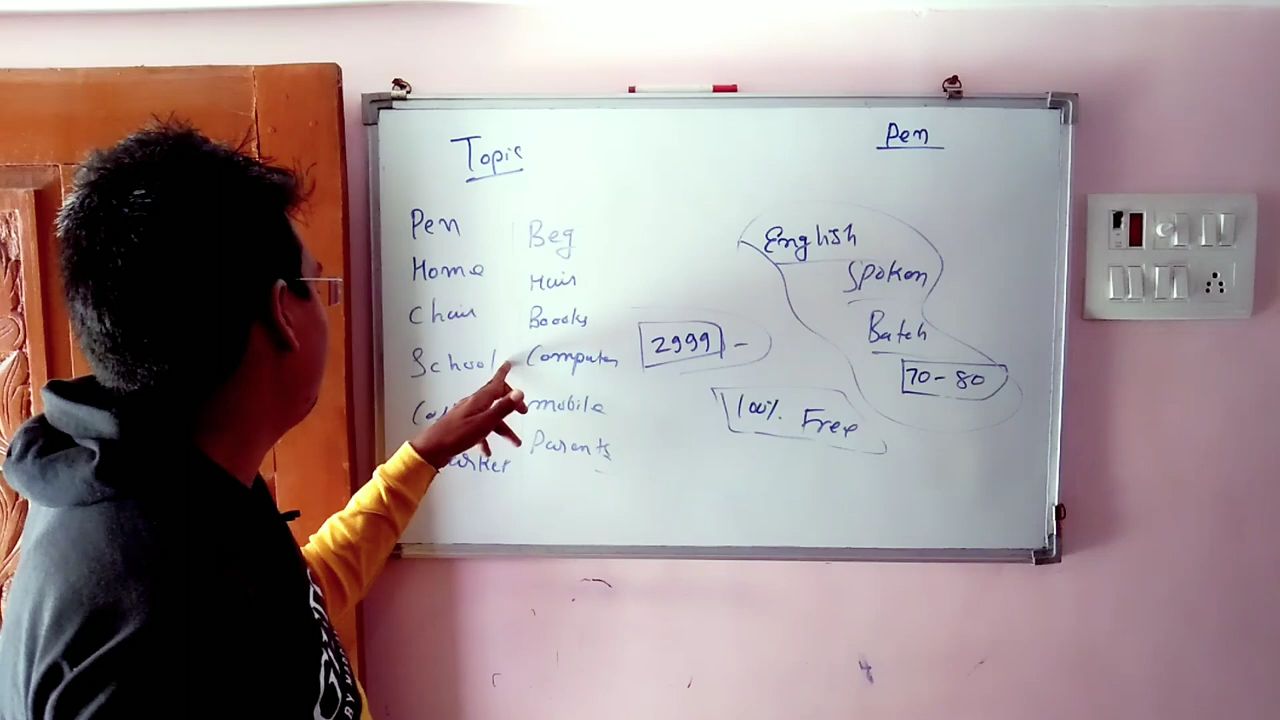 Topic
Pen
Home
Chair
School
Beg
Hair
Boooks
Computer
mobile
Parents
2999 -
Pen
English
Spoken
Batch
70-80
100% Free